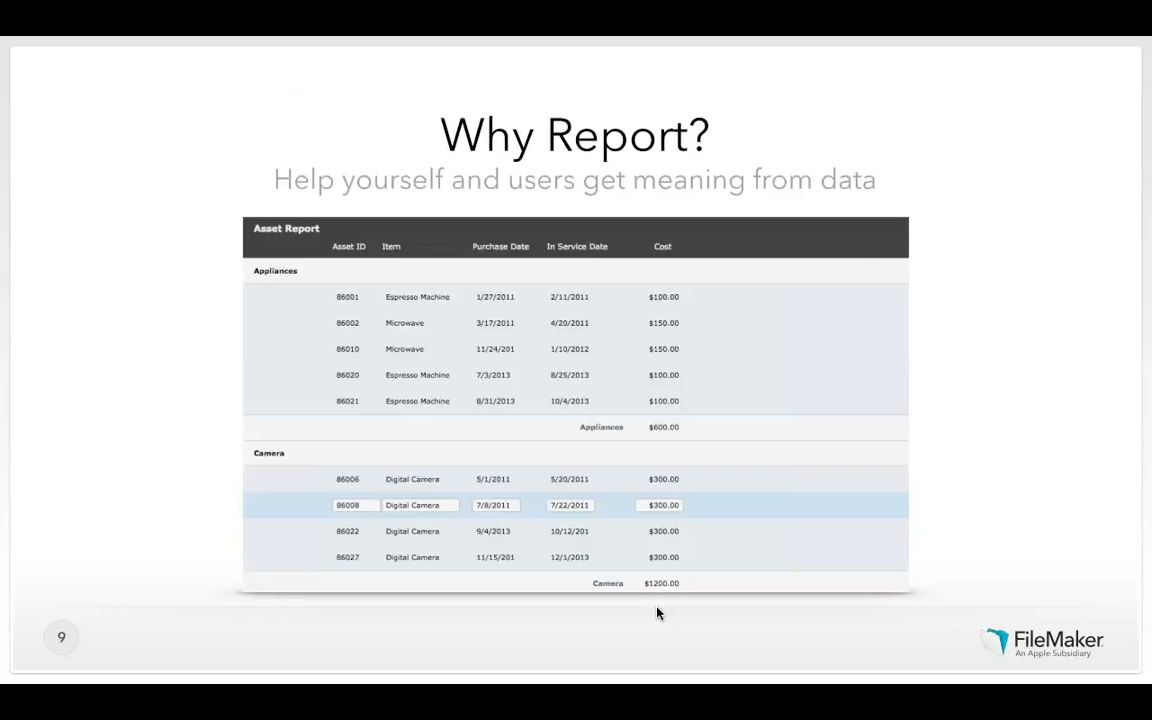 Why Report?
Help yourself and users get meaning from data
Asset Report
Asset ID Item Purchase Date In Service Date Cost
Appliances
86001 Espresso Machine 1/27/2011 2/11/2011 $100.00
86002 Microwave 3/17/2011 4/20/2011 $150.00
86010 Microwave 11/24/201 1/10/2012 $150.00
86020 Espresso Machine 7/3/2013 8/25/2013 $100.00
86021 Espresso Machine 8/31/2013 10/4/2013 $100.00
Appliances $600.00
Camera
86006 Digital Camera 5/1/2011 5/20/2011 $300.00
86008 Digital Camera 7/8/2011 7/22/2011 $300.00
86022 Digital Camera 9/4/2013 10/12/201 $300.00
86027 Digital Camera 11/15/201 12/1/2013 $300.00
Camera $1200.00
9
FileMaker
An Apple Subsidiary